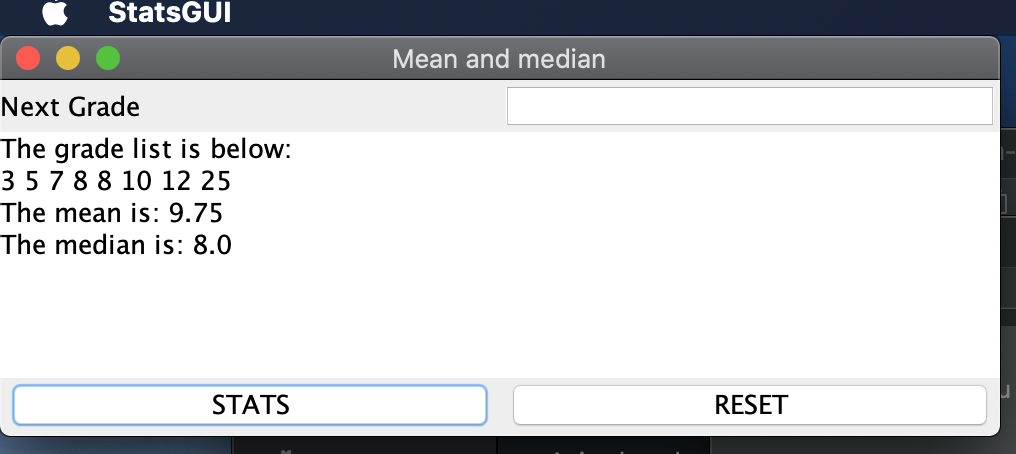 StatsGUI
Mean and median
Next Grade
The grade list is below:
3 5 7 8 8 10 12 25
The mean is: 9.75
The median is: 8.0
STATS
RESET